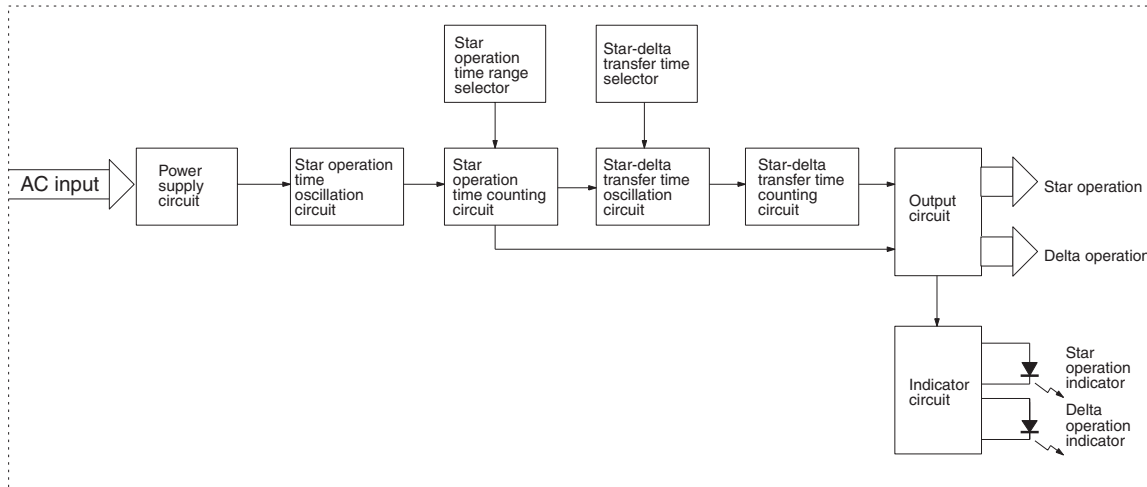 Star
operation
time range
selector
Star-delta
transfer time
selector
AC input
Power
supply
circuit
Star operation
time
oscillation
circuit
Star
operation
time counting
circuit
Star-delta
transfer time
oscillation
circuit
Star-delta
transfer time
counting
circuit
Output
circuit
Star operation
Delta operation
Indicator
circuit
Star
operation
indicator
Delta
operation
indicator